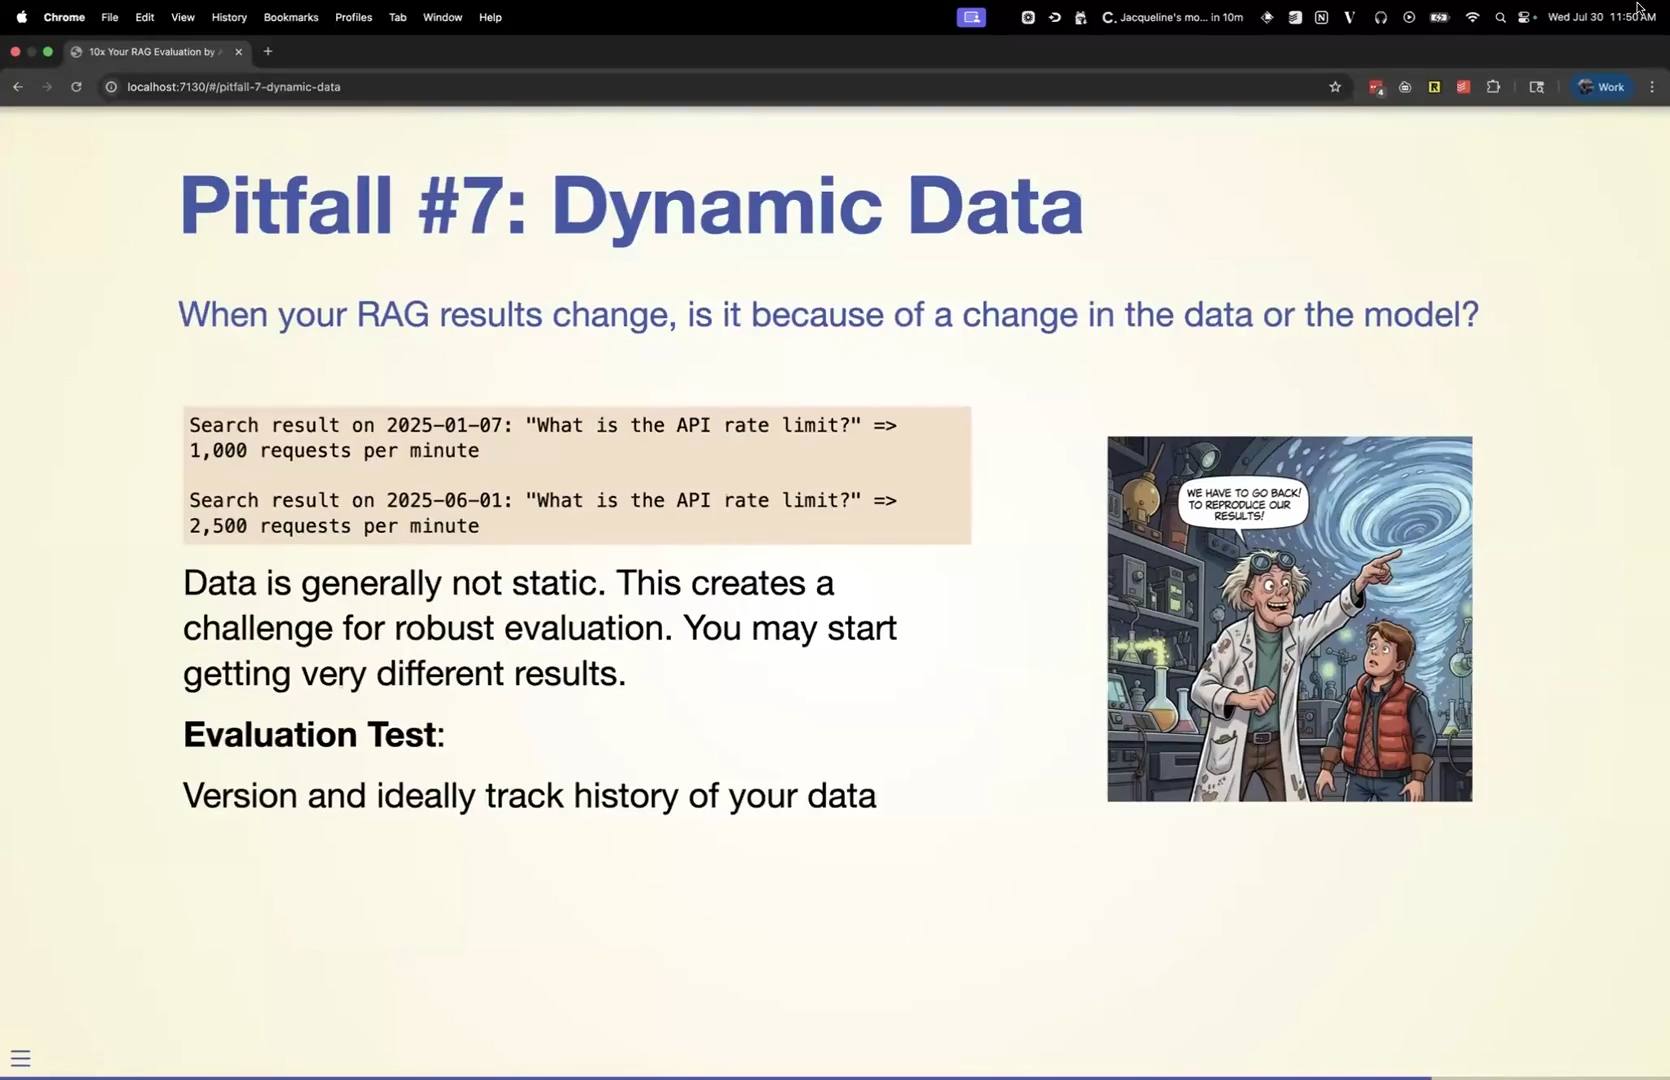 Chrome File Edit View History Bookmarks Profiles Tab Window Help Jacqueline's mo... in 10m Wed Jul 30 11:50 AM
10x Your RAG Evaluation by
localhost:7130/#/pitfall-7-dynamic-data 4 Work
Pitfall #7: Dynamic Data
When your RAG results change, is it because of a change in the data or the model?
Search result on 2025-01-07: "What is the API rate limit?" =>
1,000 requests per minute
Search result on 2025-06-01: "What is the API rate limit?" =>
2,500 requests per minute
Data is generally not static. This creates a
challenge for robust evaluation. You may start
getting very different results.
Evaluation Test:
Version and ideally track history of your data
WE HAVE TO GO BACK!
TO REPRODUCE OUR
RESULTS!